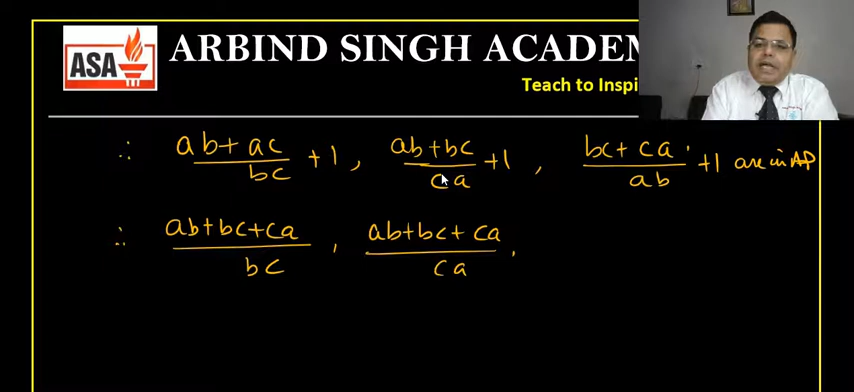 ASA
ARBIND SINGH ACADEM
Teach to Inspi
∴ (ab+ac)/bc +1, (ab+bc)/ca +1, (bc+ca)/ab +1 are in AP
∴ (ab+bc+ca)/bc, (ab+bc+ca)/ca,